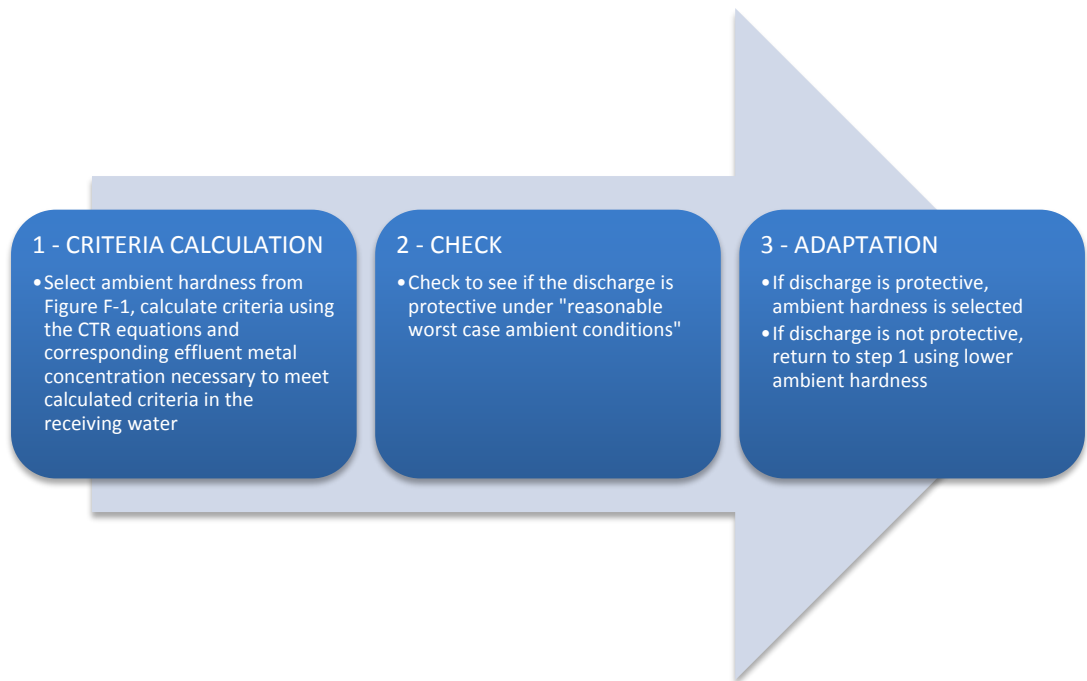 1 - CRITERIA CALCULATION
•Select ambient hardness from
Figure F-1, calculate criteria using
the CTR equations and
corresponding effluent metal
concentration necessary to meet
calculated criteria in the
receiving water
2 - CHECK
•Check to see if the discharge is
protective under "reasonable
worst case ambient conditions"
3 - ADAPTATION
•If discharge is protective,
ambient hardness is selected
•If discharge is not protective,
return to step 1 using lower
ambient hardness